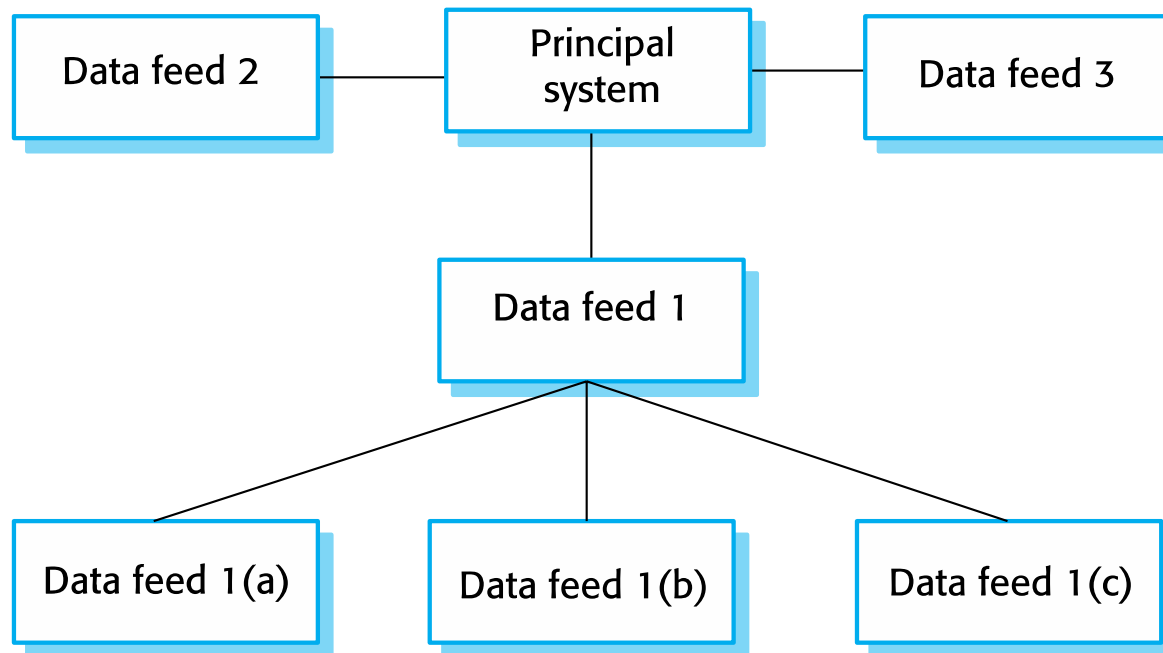 Data feed 2
Principal
system
Data feed 3
Data feed 1
Data feed 1(a)
Data feed 1(b)
Data feed 1(c)